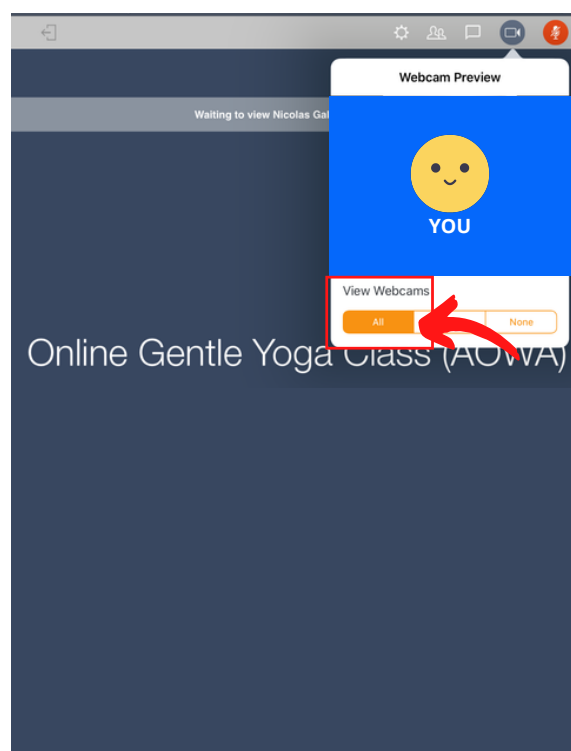 Webcam Preview
Waiting to view Nicolas Gal
YOU
View Webcams
All
None
Online Gentle Yoga Class (AOWA)